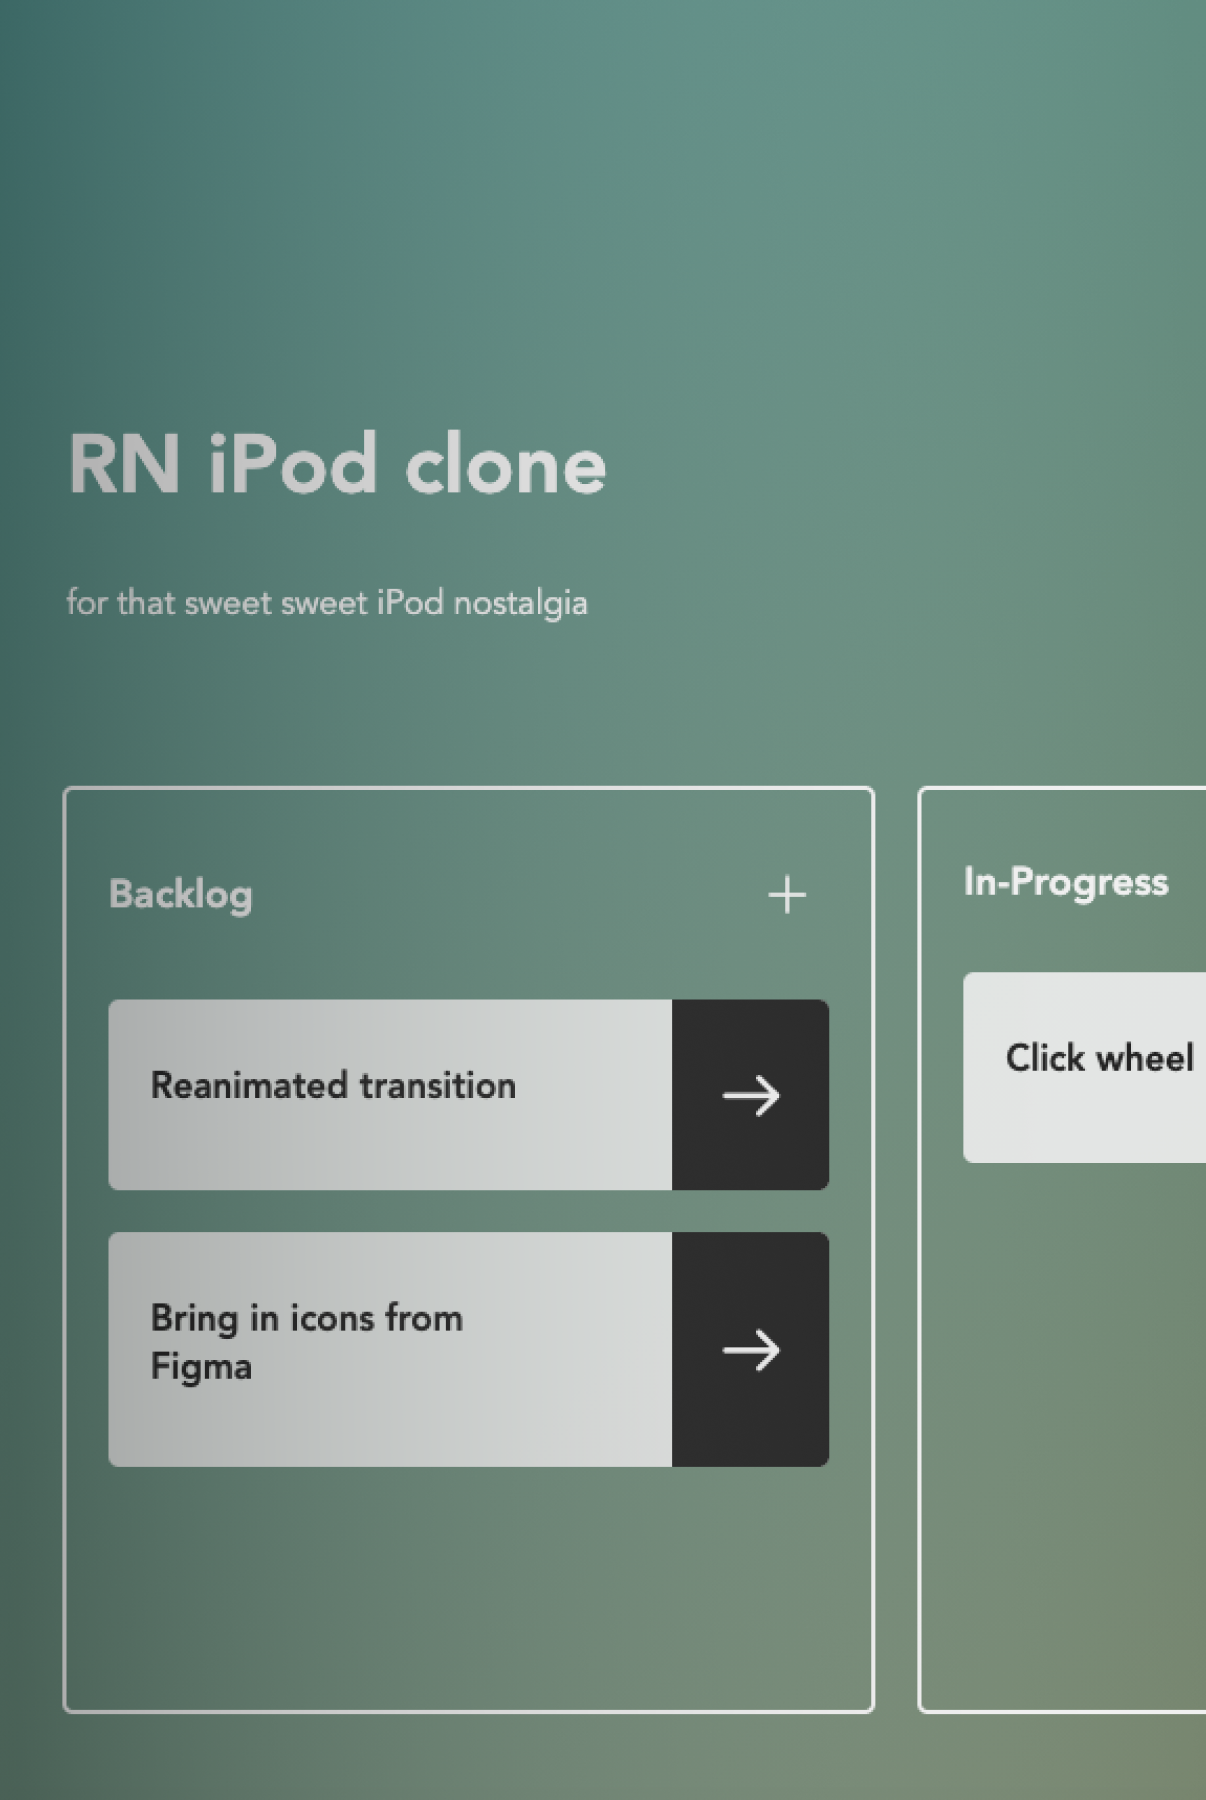 RN iPod clone
for that sweet sweet iPod nostalgia
Backlog
Reanimated transition
Bring in icons from
Figma
In-Progress
Click wheel